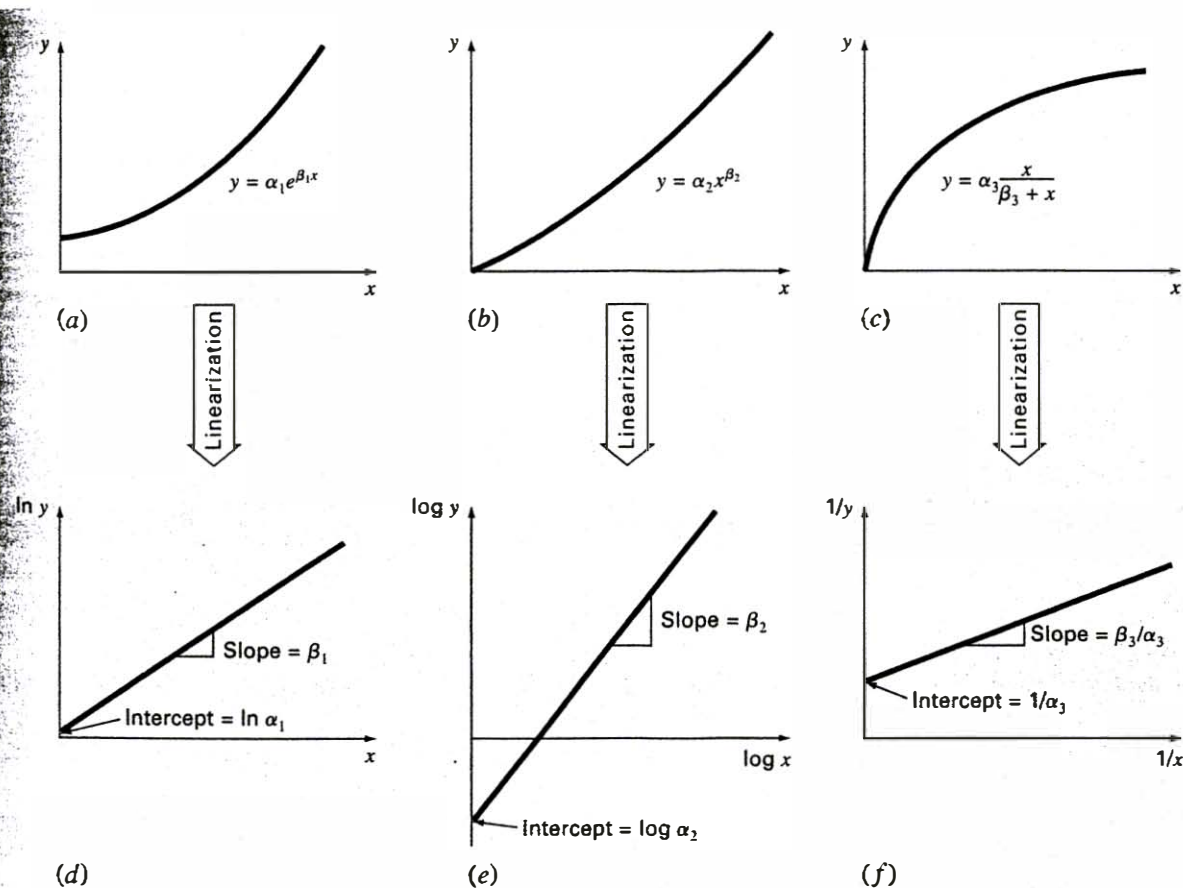 y
y = α₁e^{β₁x}
x
(a)
y
y = α₂x^{β₂}
x
(b)
y
y = α₃ x / (β₃ + x)
x
(c)
Linearization
Linearization
Linearization
ln y
Slope = β₁
Intercept = ln α₁
x
(d)
log y
Slope = β₂
log x
Intercept = log α₂
(e)
1/y
Slope = β₃/α₃
Intercept = 1/α₃
1/x
(f)